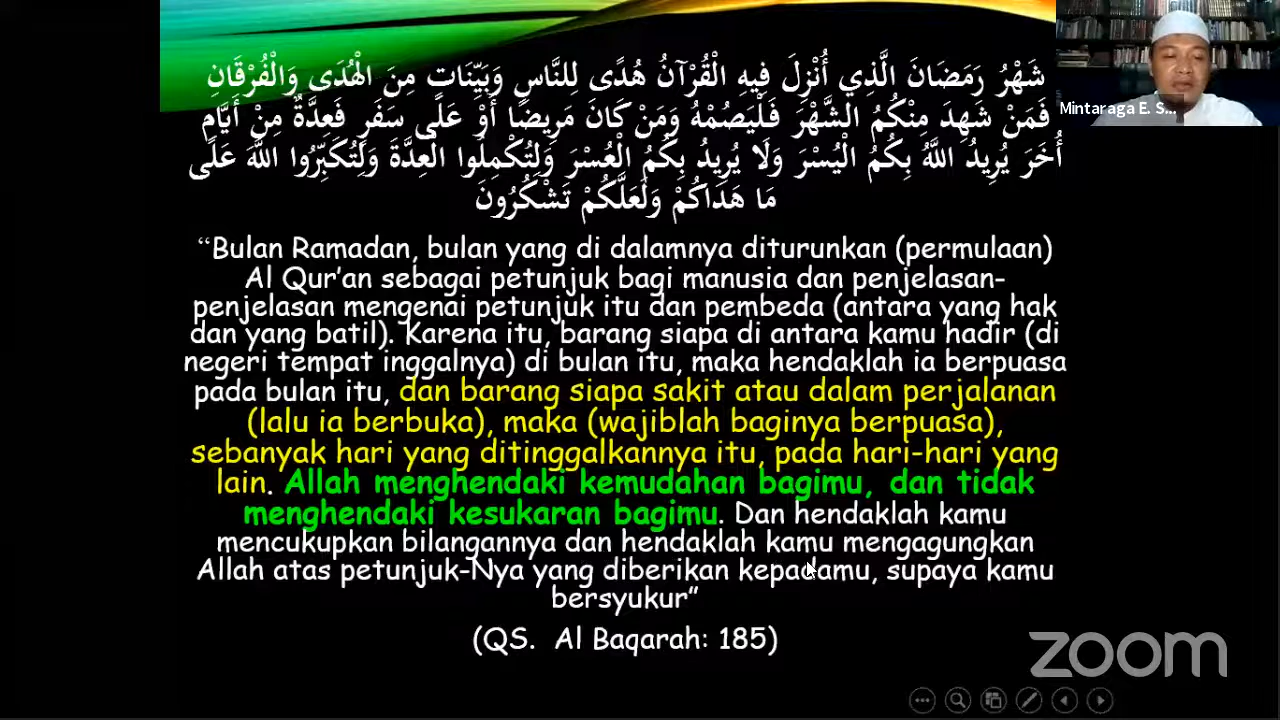 شَهْرُ رَمَضَانَ الَّذِي أُنْزِلَ فِيهِ الْقُرْآنُ هُدًى لِلنَّاسِ وَبَيِّنَاتٍ مِنَ الْهُدَى وَالْفُرْقَانِ
فَمَنْ شَهِدَ مِنْكُمُ الشَّهْرَ فَلْيَصُمْهُ وَمَنْ كَانَ مَرِيضًا أَوْ عَلَى سَفَرٍ فَعِدَّةٌ مِنْ أَيَّامٍ
أُخَرَ يُرِيدُ اللَّهُ بِكُمُ الْيُسْرَ وَلَا يُرِيدُ بِكُمُ الْعُسْرَ وَلِتُكْمِلُوا الْعِدَّةَ وَلِتُكَبِّرُوا اللَّهَ عَلَى
مَا هَدَاكُمْ وَلَعَلَّكُمْ تَشْكُرُونَ
Mintaraga E. S...
“Bulan Ramadan, bulan yang di dalamnya diturunkan (permulaan)
Al Qur’an sebagai petunjuk bagi manusia dan penjelasan-
penjelasan mengenai petunjuk itu dan pembeda (antara yang hak
dan yang batil). Karena itu, barang siapa di antara kamu hadir (di
negeri tempat inggalnya) di bulan itu, maka hendaklah ia berpuasa
pada bulan itu, dan barang siapa sakit atau dalam perjalanan
(lalu ia berbuka), maka (wajiblah baginya berpuasa),
sebanyak hari yang ditinggalkannya itu, pada hari-hari yang
lain. Allah menghendaki kemudahan bagimu, dan tidak
menghendaki kesukaran bagimu. Dan hendaklah kamu
mencukupkan bilangannya dan hendaklah kamu mengagungkan
Allah atas petunjuk-Nya yang diberikan kepadamu, supaya kamu
bersyukur”
(QS. Al Baqarah: 185)
zoom